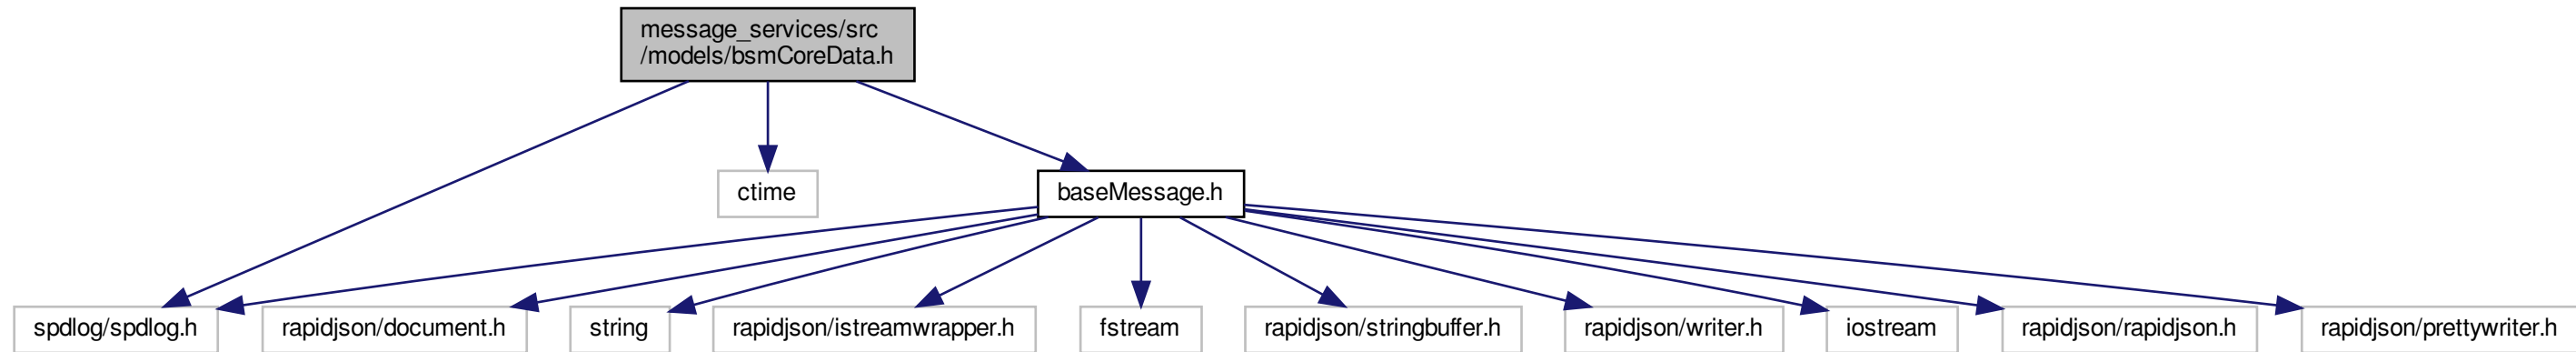 message_services/src
/models/bsmCoreData.h
ctime
baseMessage.h
spdlog/spdlog.h
rapidjson/document.h
string
rapidjson/istreamwrapper.h
fstream
rapidjson/stringbuffer.h
rapidjson/writer.h
iostream
rapidjson/rapidjson.h
rapidjson/prettywriter.h